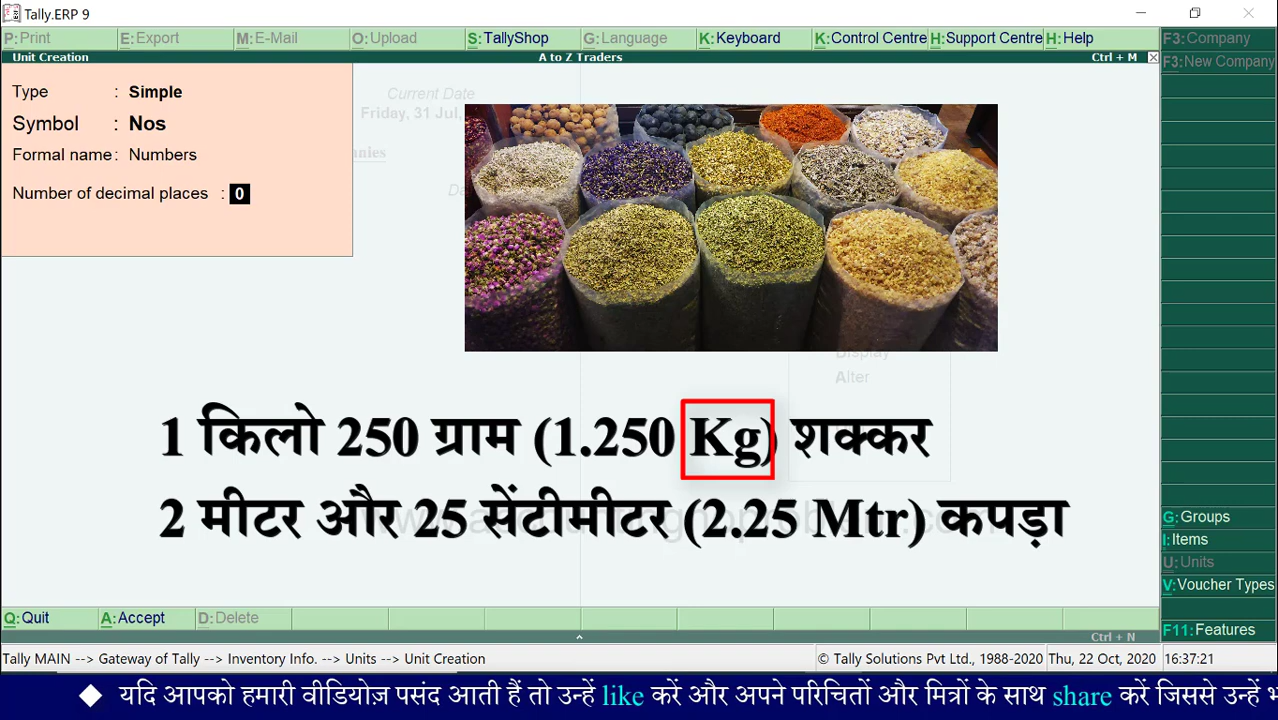 Tally.ERP 9
P: Print E: Export M: E-Mail O: Upload S: TallyShop G: Language K: Keyboard K: Control Centre H: Support Centre H: Help
F3: Company
F3: New Company
Unit Creation A to Z Traders Ctrl + M
Type : Simple
Symbol : Nos
Formal name : Numbers
Number of decimal places : 0
Current Date
Friday, 31 Jul,
Display
Alter
1 किलो 250 ग्राम (1.250 Kg) शक्कर
2 मीटर और 25 सेंटीमीटर (2.25 Mtr) कपड़ा
G: Groups
I: Items
U: Units
V: Voucher Types
F11: Features
Q: Quit A: Accept D: Delete
Ctrl + N
Tally MAIN --> Gateway of Tally --> Inventory Info. --> Units --> Unit Creation © Tally Solutions Pvt Ltd., 1988-2020 Thu, 22 Oct, 2020 16:37:21
यदि आपको हमारी वीडियोज़ पसंद आती हैं तो उन्हें like करें और अपने परिचितों और मित्रों के साथ share करें जिससे उन्हें